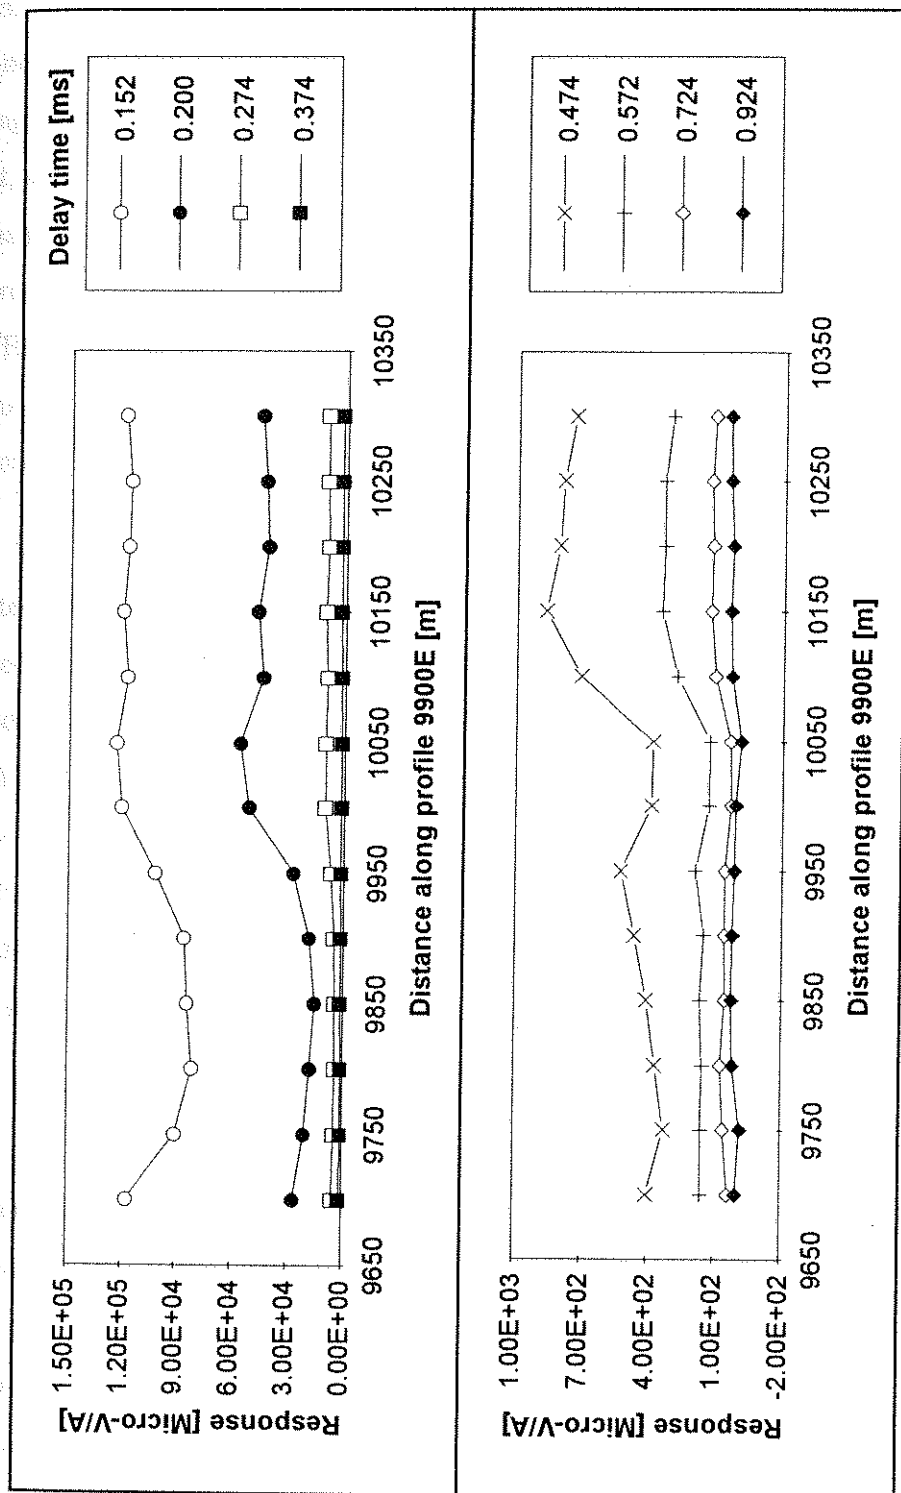 Delay time [ms]
0.152
0.200
0.274
0.374
Response [Micro-V/A]
1.50E+05
1.20E+05
9.00E+04
6.00E+04
3.00E+04
0.00E+00
9650 9750 9850 9950 10050 10150 10250 10350
Distance along profile 9900E [m]
0.474
0.572
0.724
0.924
Response [Micro-V/A]
1.00E+03
7.00E+02
4.00E+02
1.00E+02
-2.00E+02
9650 9750 9850 9950 10050 10150 10250 10350
Distance along profile 9900E [m]